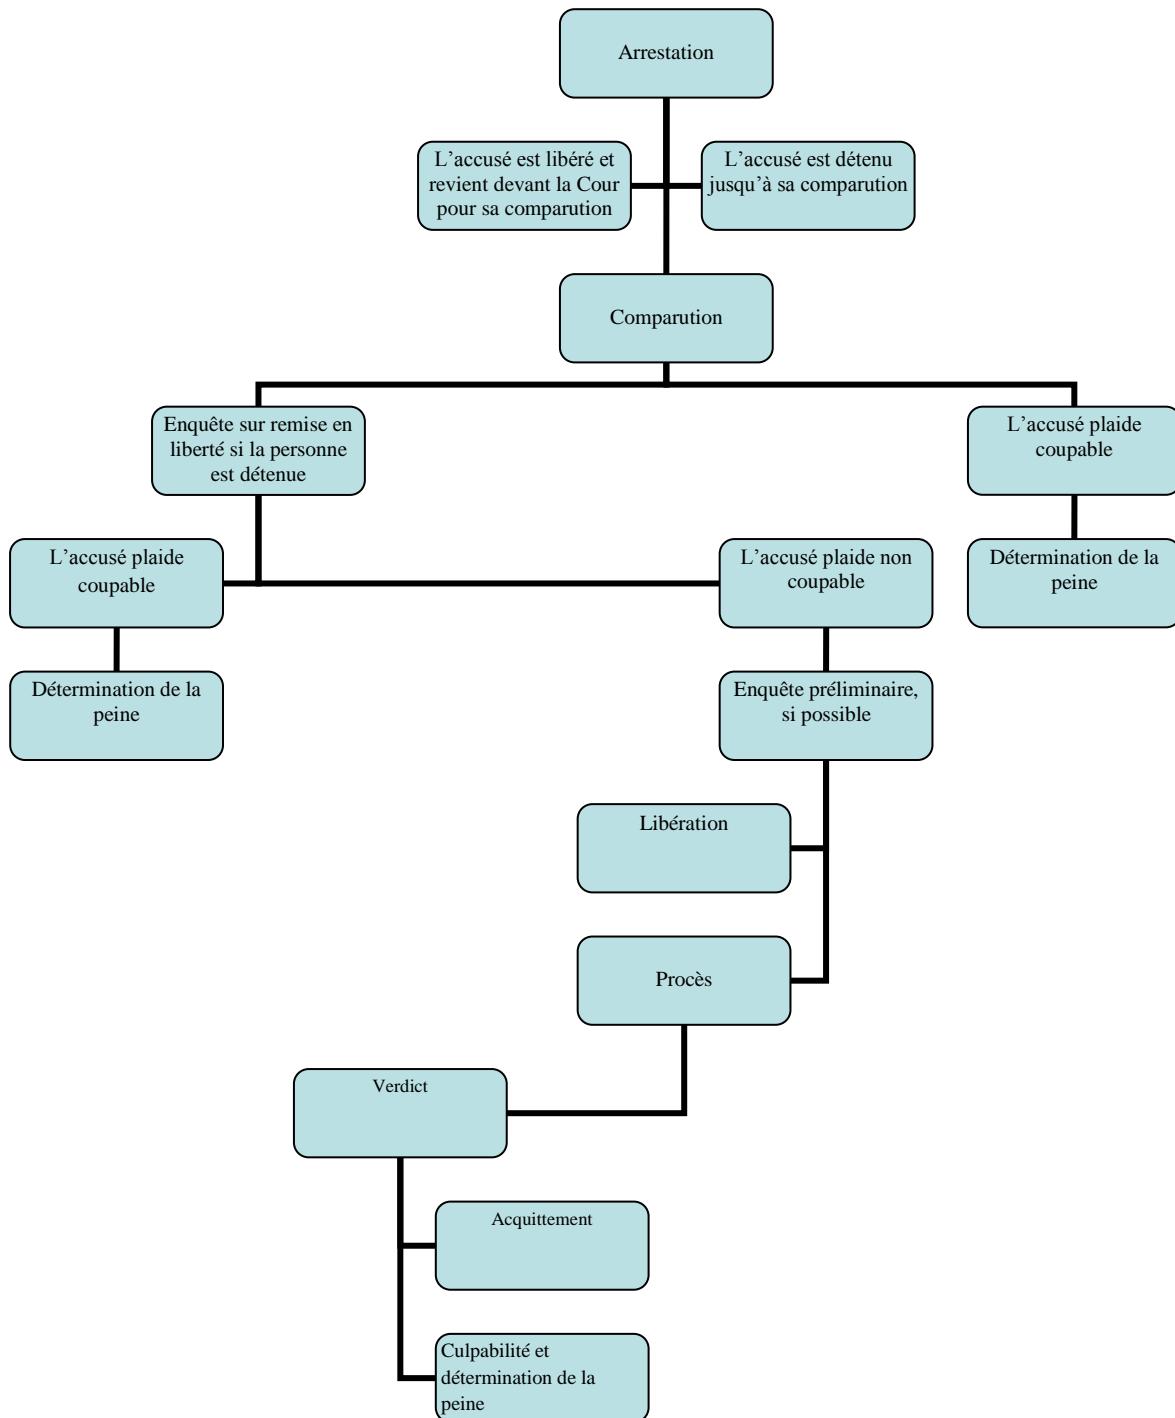 Arrestation
L’accusé est libéré et
revient devant la Cour
pour sa comparution
L’accusé est détenu
jusqu’à sa comparution
Comparution
Enquête sur remise en
liberté si la personne
est détenue
L’accusé plaide
coupable
L’accusé plaide
coupable
L’accusé plaide non
coupable
Détermination de la
peine
Détermination de la
peine
Enquête préliminaire,
si possible
Libération
Procès
Verdict
Acquittement
Culpabilité et
détermination de la
peine